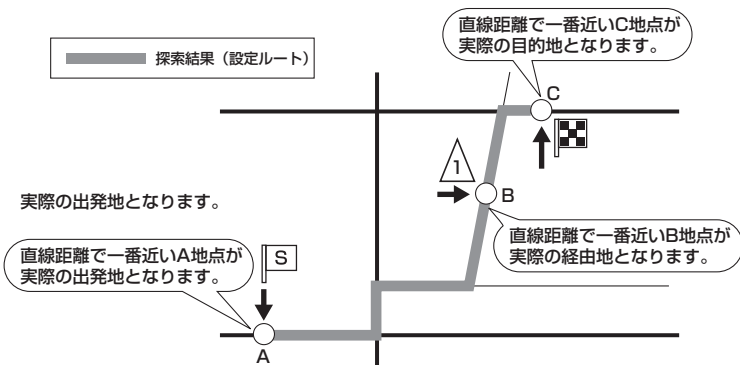 直線距離で一番近いC地点が
実際の目的地となります。
探索結果（設定ルート）
C
1
B
実際の出発地となります。
直線距離で一番近いB地点が
実際の経由地となります。
直線距離で一番近いA地点が
実際の出発地となります。
S
A